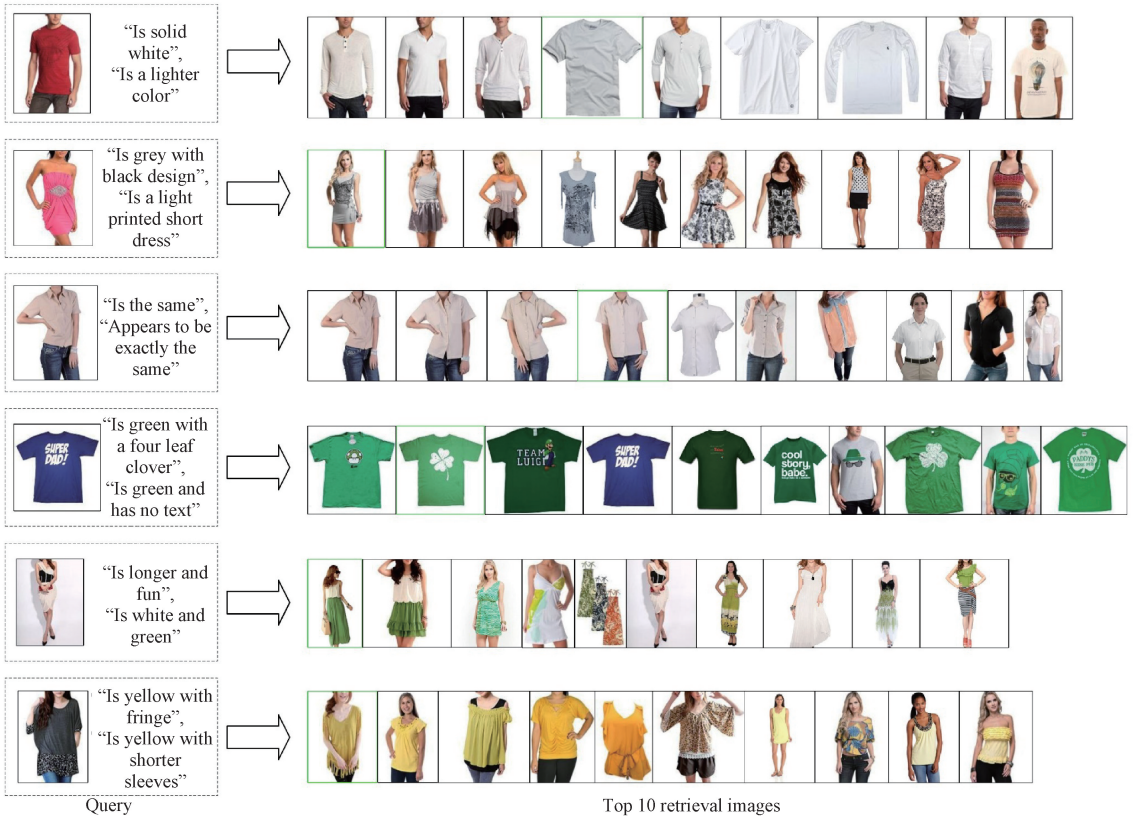 “Is solid
white”,
“Is a lighter
color”
“Is grey with
black design”,
“Is a light
printed short
dress”
“Is the same”,
“Appears to be
exactly the
same”
SUPER
DAD!
“Is green with
a four leaf
clover”,
“Is green and
has no text”
TEAM
LUIGI
SUPER
DAD!
cool
story,
babe.
PADDYS
“Is longer and
fun”,
“Is white and
green”
“Is yellow with
fringe”,
“Is yellow with
shorter
sleeves”
Query
Top 10 retrieval images